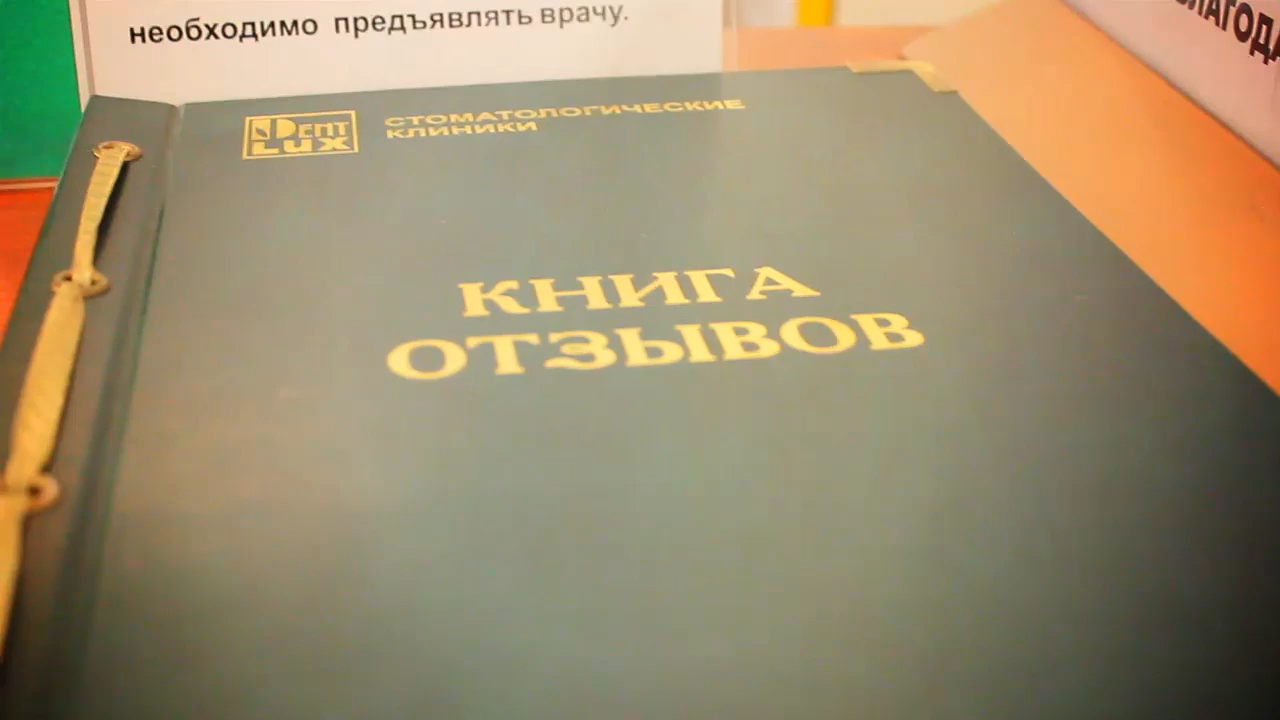 необходимо предъявлять врачу.
Dent
Lux
СТОМАТОЛОГИЧЕСКИЕ
КЛИНИКИ
КНИГА
ОТЗЫВОВ